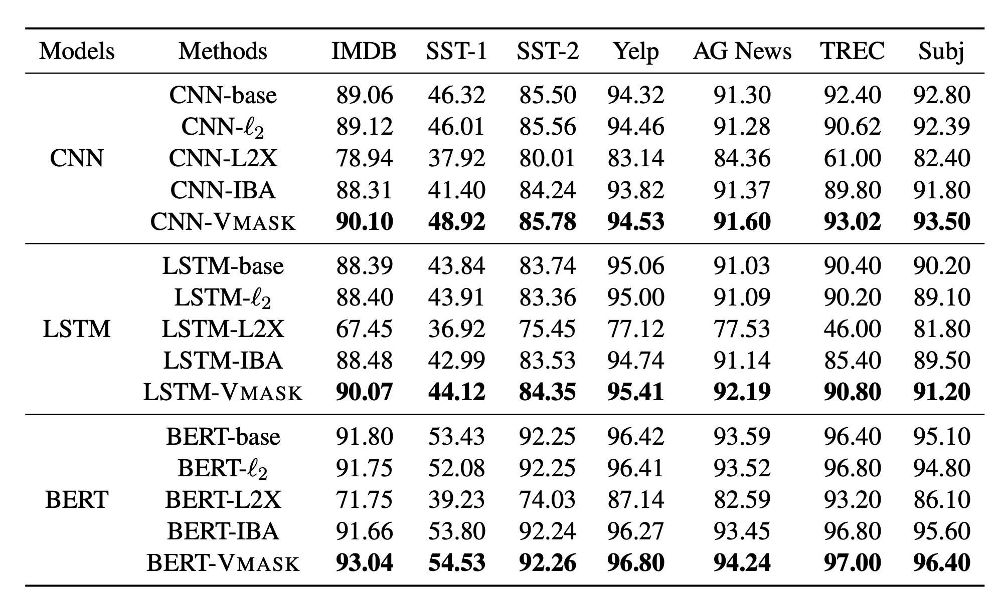 Models Methods IMDB SST-1 SST-2 Yelp AG News TREC Subj
CNN-base 89.06 46.32 85.50 94.32 91.30 92.40 92.80
CNN-ℓ2 89.12 46.01 85.56 94.46 91.28 90.62 92.39
CNN CNN-L2X 78.94 37.92 80.01 83.14 84.36 61.00 82.40
CNN-IBA 88.31 41.40 84.24 93.82 91.37 89.80 91.80
CNN-VMASK 90.10 48.92 85.78 94.53 91.60 93.02 93.50
LSTM-base 88.39 43.84 83.74 95.06 91.03 90.40 90.20
LSTM-ℓ2 88.40 43.91 83.36 95.00 91.09 90.20 89.10
LSTM LSTM-L2X 67.45 36.92 75.45 77.12 77.53 46.00 81.80
LSTM-IBA 88.48 42.99 83.53 94.74 91.14 85.40 89.50
LSTM-VMASK 90.07 44.12 84.35 95.41 92.19 90.80 91.20
BERT-base 91.80 53.43 92.25 96.42 93.59 96.40 95.10
BERT-ℓ2 91.75 52.08 92.25 96.41 93.52 96.80 94.80
BERT BERT-L2X 71.75 39.23 74.03 87.14 82.59 93.20 86.10
BERT-IBA 91.66 53.80 92.24 96.27 93.45 96.80 95.60
BERT-VMASK 93.04 54.53 92.26 96.80 94.24 97.00 96.40